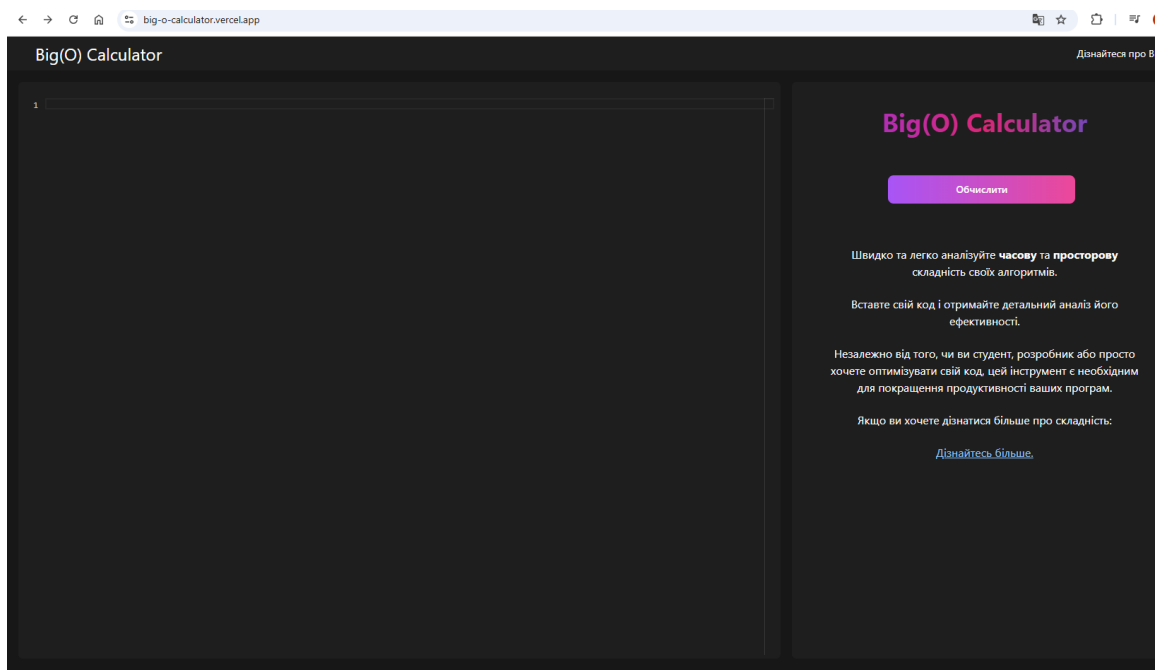 big-o-calculator.vercel.app
Big(O) Calculator
Дізнайтеся про B
1
Big(O) Calculator
Обчислити
Швидко та легко аналізуйте часову та просторову
складність своїх алгоритмів.
Вставте свій код і отримайте детальний аналіз його
ефективності.
Незалежно від того, чи ви студент, розробник або просто
хочете оптимізувати свій код, цей інструмент є необхідним
для покращення продуктивності ваших програм.
Якщо ви хочете дізнатися більше про складність:
Дізнайтесь більше.